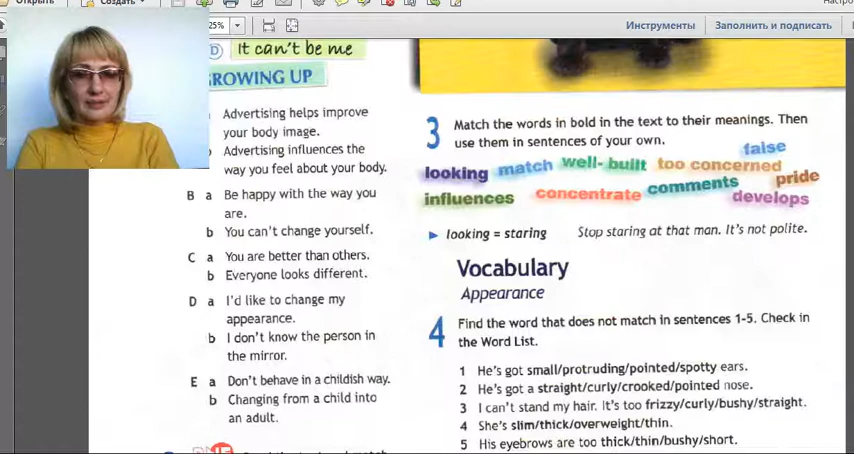 Открыть
Создать
25%
Инструменты
Заполнить и подписать
D It can't be me
GROWING UP
Advertising helps improve
your body image.
Advertising influences the
way you feel about your body.
B a Be happy with the way you
are.
b You can't change yourself.
C a You are better than others.
b Everyone looks different.
D a I'd like to change my
appearance.
b I don't know the person in
the mirror.
E a Don't behave in a childish way.
b Changing from a child into
an adult.
3 Match the words in bold in the text to their meanings. Then
use them in sentences of your own.
looking match well-built too concerned false
influences concentrate comments pride
develops
► looking = staring Stop staring at that man. It's not polite.
Vocabulary
Appearance
4 Find the word that does not match in sentences 1-5. Check in
the Word List.
1 He's got small/protruding/pointed/spotty ears.
2 He's got a straight/curly/crooked/pointed nose.
3 I can't stand my hair. It's too frizzy/curly/bushy/straight.
4 She's slim/thick/overweight/thin.
5 His eyebrows are too thick/thin/bushy/short.